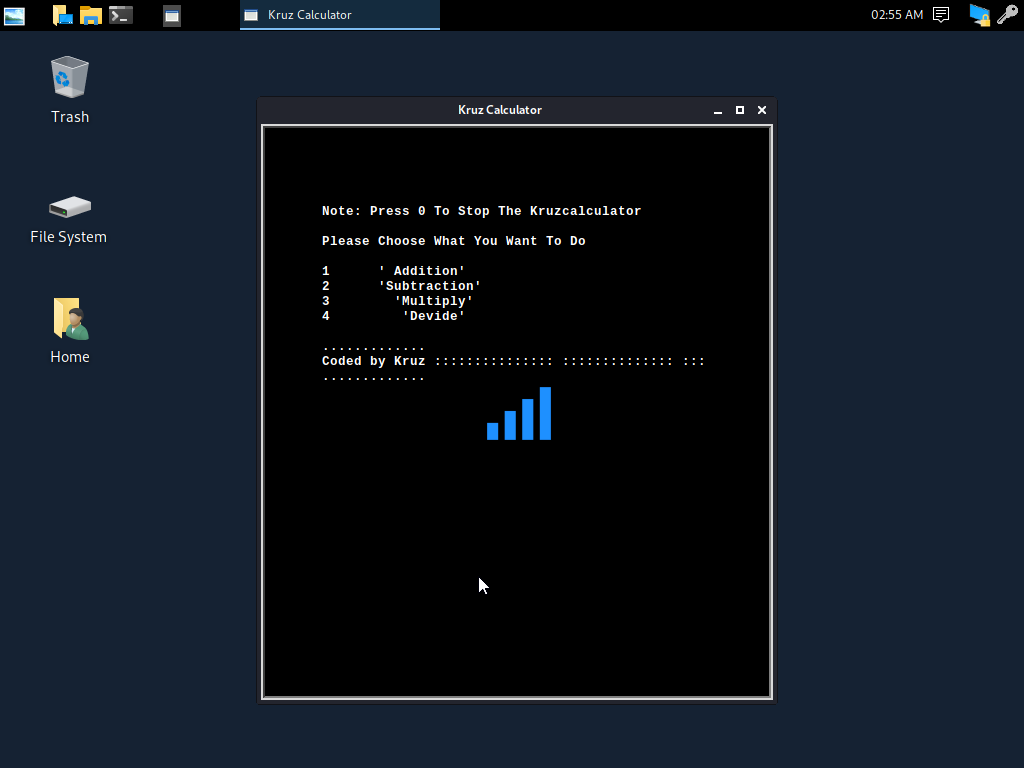 Kruz Calculator 02:55 AM
Trash
Kruz Calculator
Note: Press 0 To Stop The Kruzcalculator
File System
Please Choose What You Want To Do
1 ' Addition'
2 'Subtraction'
3 'Multiply'
4 'Devide'
Home
.............
Coded by Kruz ::::::::::::::: :::::::::::::: :::
.............